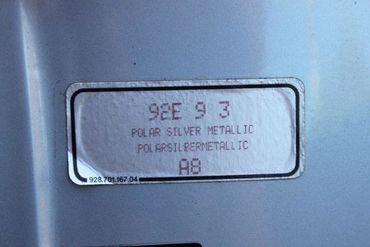 92E 9 3
POLAR SILVER METALLIC
POLARSILBERMETALLIC
A8
928.701.167.04